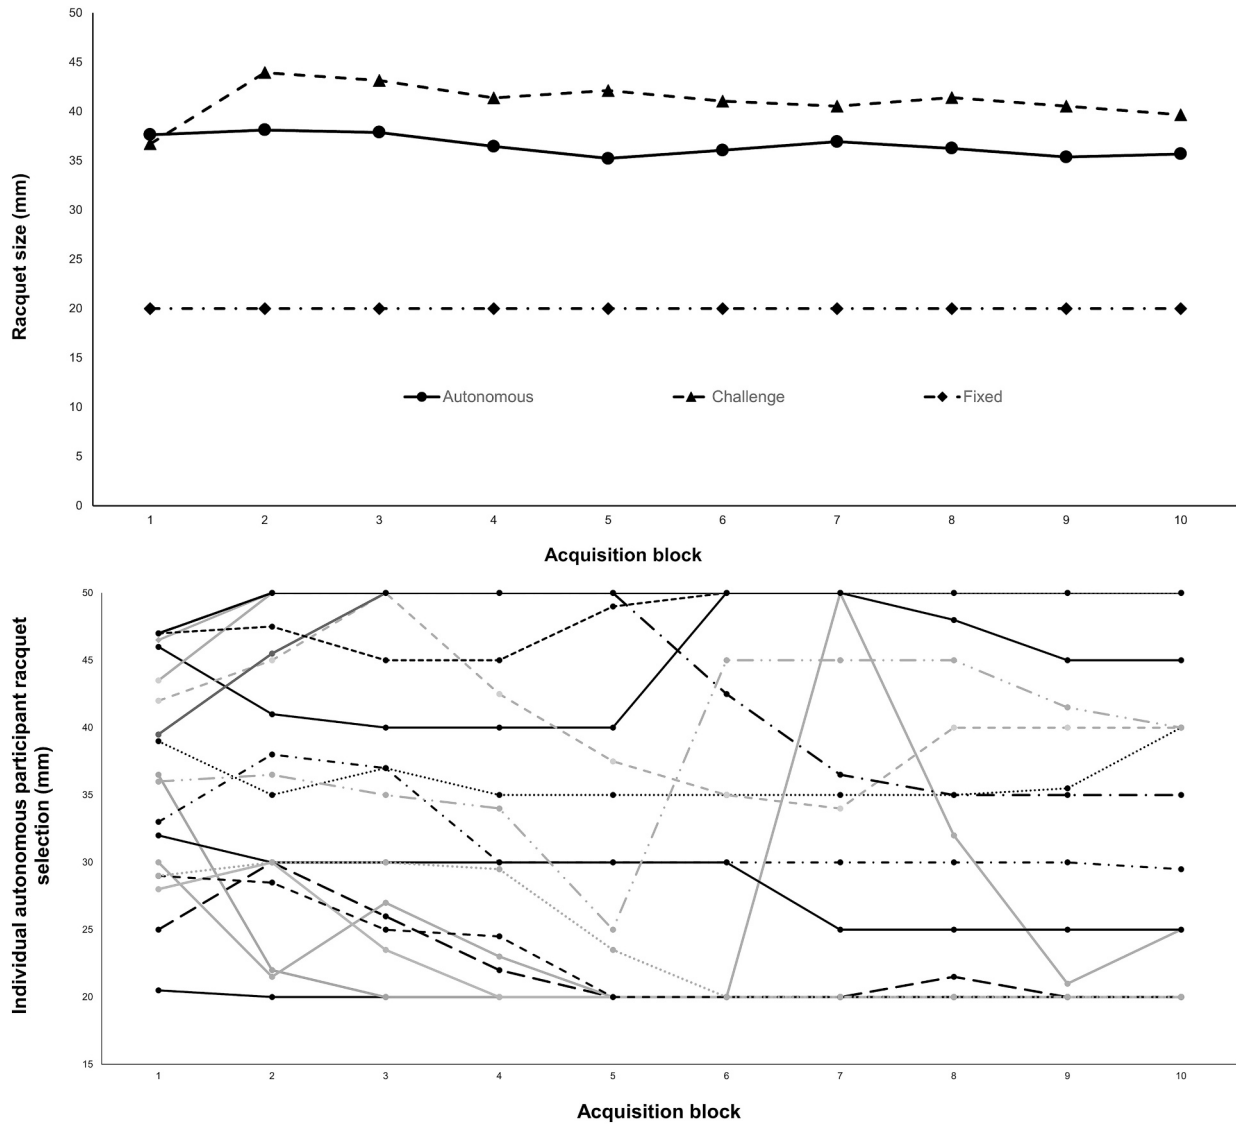 50
45
40
35
30
25
20
15
10
5
0
Racquet size (mm)
Autonomous
Challenge
Fixed
1 2 3 4 5 6 7 8 9 10
Acquisition block
50
45
40
35
30
25
20
15
Individual autonomous participant racquet
selection (mm)
1 2 3 4 5 6 7 8 9 10
Acquisition block